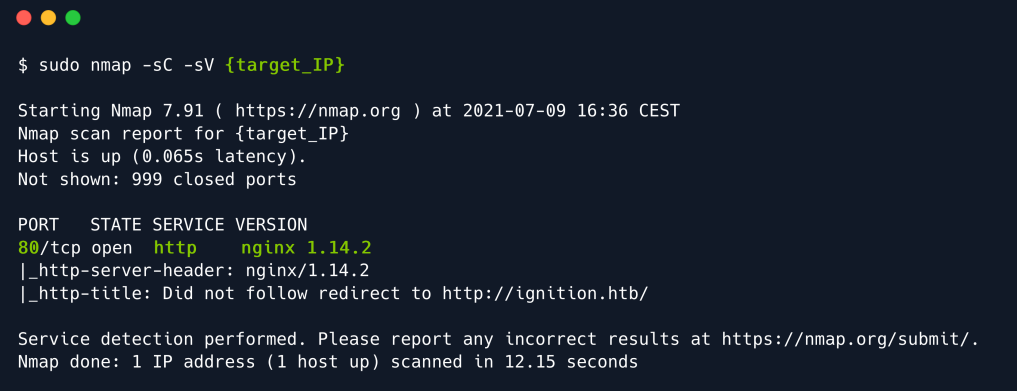 $ sudo nmap -sC -sV {target_IP}
Starting Nmap 7.91 ( https://nmap.org ) at 2021-07-09 16:36 CEST
Nmap scan report for {target_IP}
Host is up (0.065s latency).
Not shown: 999 closed ports
PORT   STATE SERVICE VERSION
80/tcp open  http    nginx 1.14.2
|_http-server-header: nginx/1.14.2
|_http-title: Did not follow redirect to http://ignition.htb/
Service detection performed. Please report any incorrect results at https://nmap.org/submit/.
Nmap done: 1 IP address (1 host up) scanned in 12.15 seconds